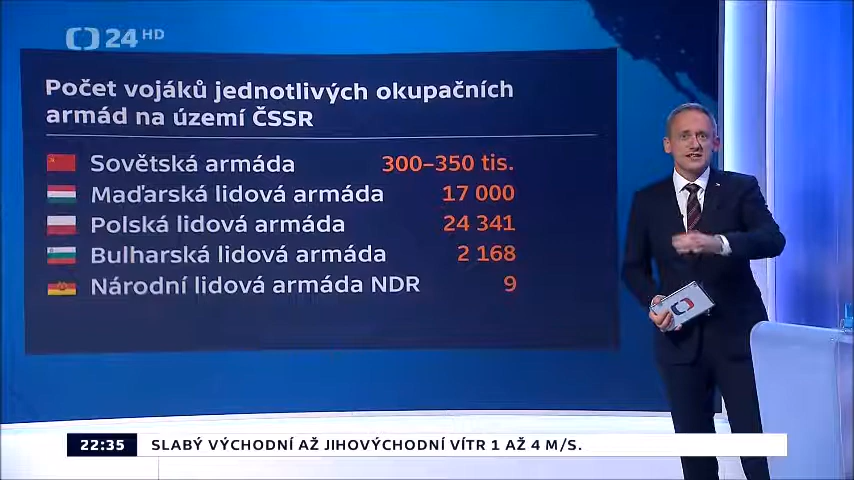 24 HD
Počet vojáků jednotlivých okupačních
armád na území ČSSR
Sovětská armáda 300–350 tis.
Maďarská lidová armáda 17 000
Polská lidová armáda 24 341
Bulharská lidová armáda 2 168
Národní lidová armáda NDR 9
22:35 SLABÝ VÝCHODNÍ AŽ JIHOVÝCHODNÍ VÍTR 1 AŽ 4 M/S.